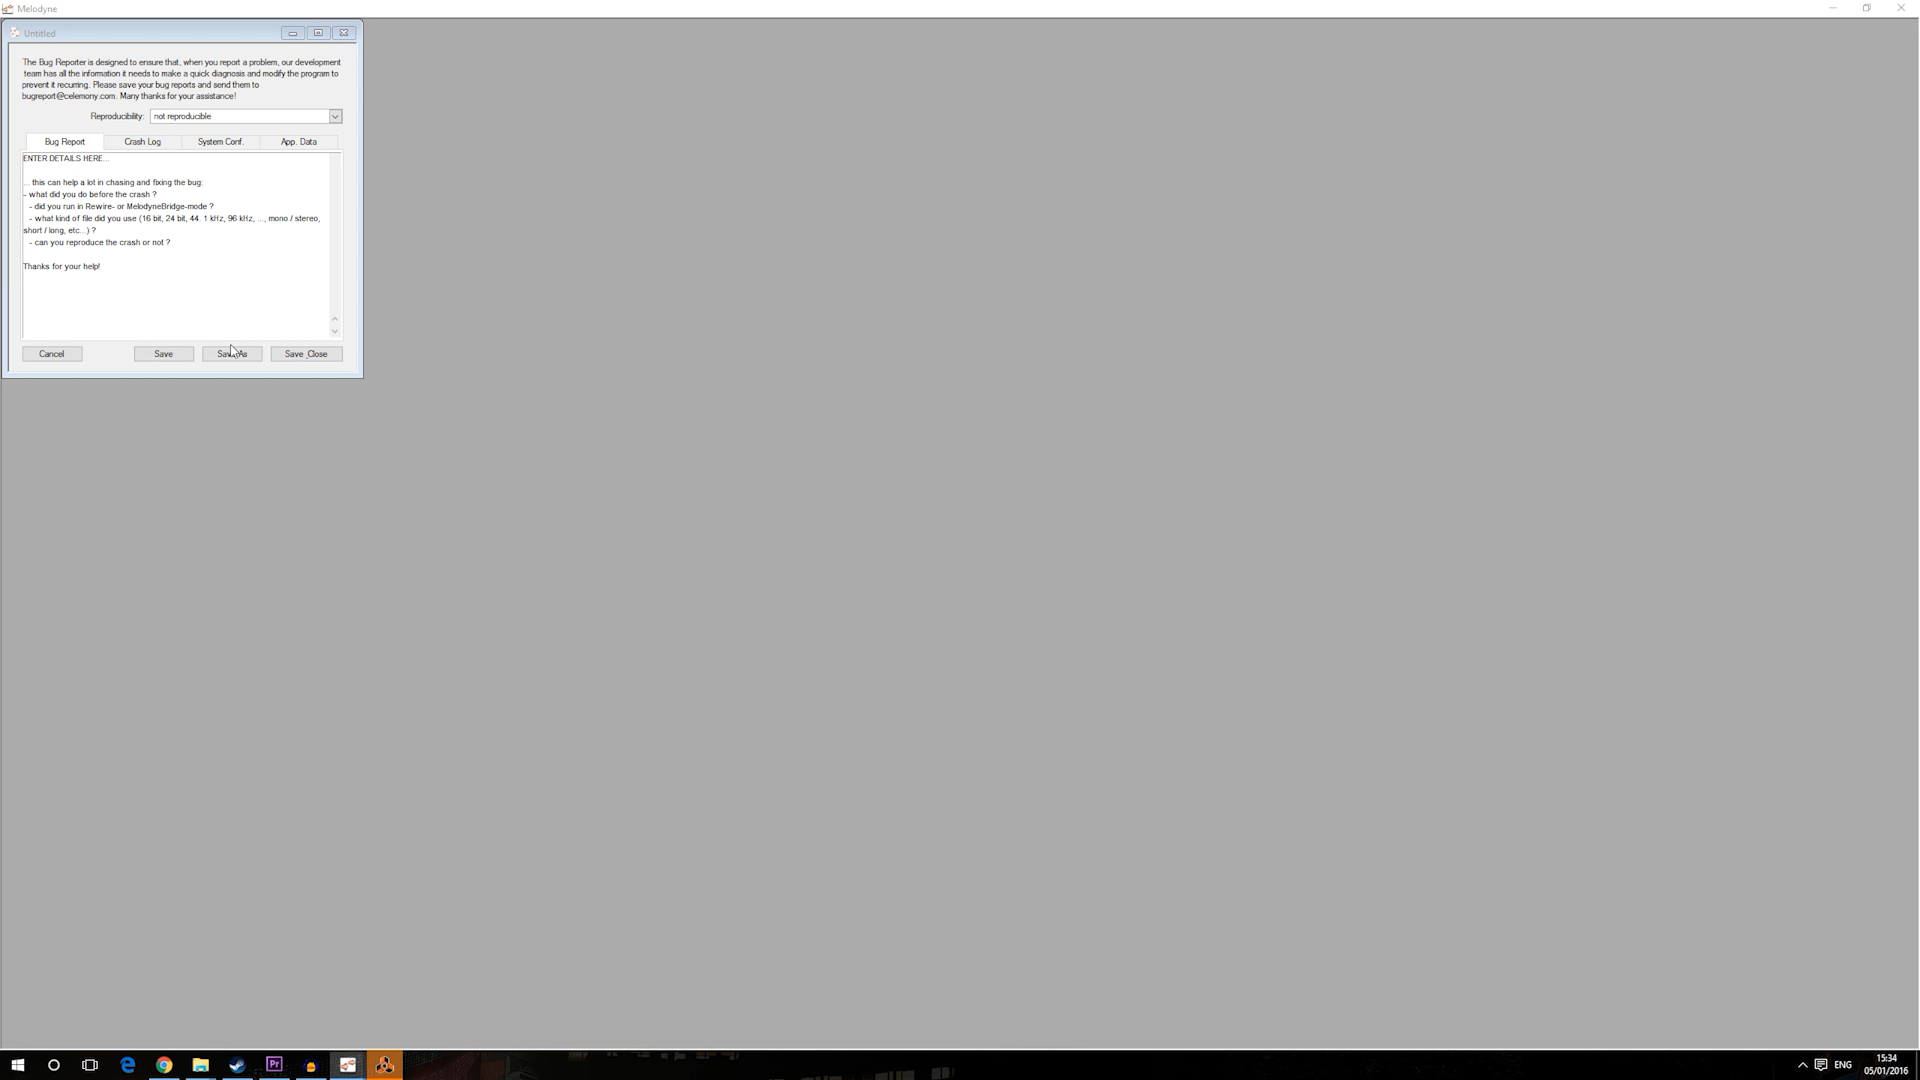 Melodyne
Untitled
The Bug Reporter is designed to ensure that, when you report a problem, our development
team has all the information it needs to make a quick diagnosis and modify the program to
prevent it recurring. Please save your bug reports and send them to
bugreport@celemony.com. Many thanks for your assistance!
Reproducibility: not reproducible
Bug Report Crash Log System Conf. App. Data
ENTER DETAILS HERE...
... this can help a lot in chasing and fixing the bug:
- what did you do before the crash ?
- did you run in Rewire- or MelodyneBridge-mode ?
- what kind of file did you use (16 bit, 24 bit, 44. 1 kHz, 96 kHz, ..., mono / stereo,
short / long, etc...) ?
- can you reproduce the crash or not ?
Thanks for your help!
Cancel Save Save As Save _Close
Pr ENG 15:34
05/01/2016